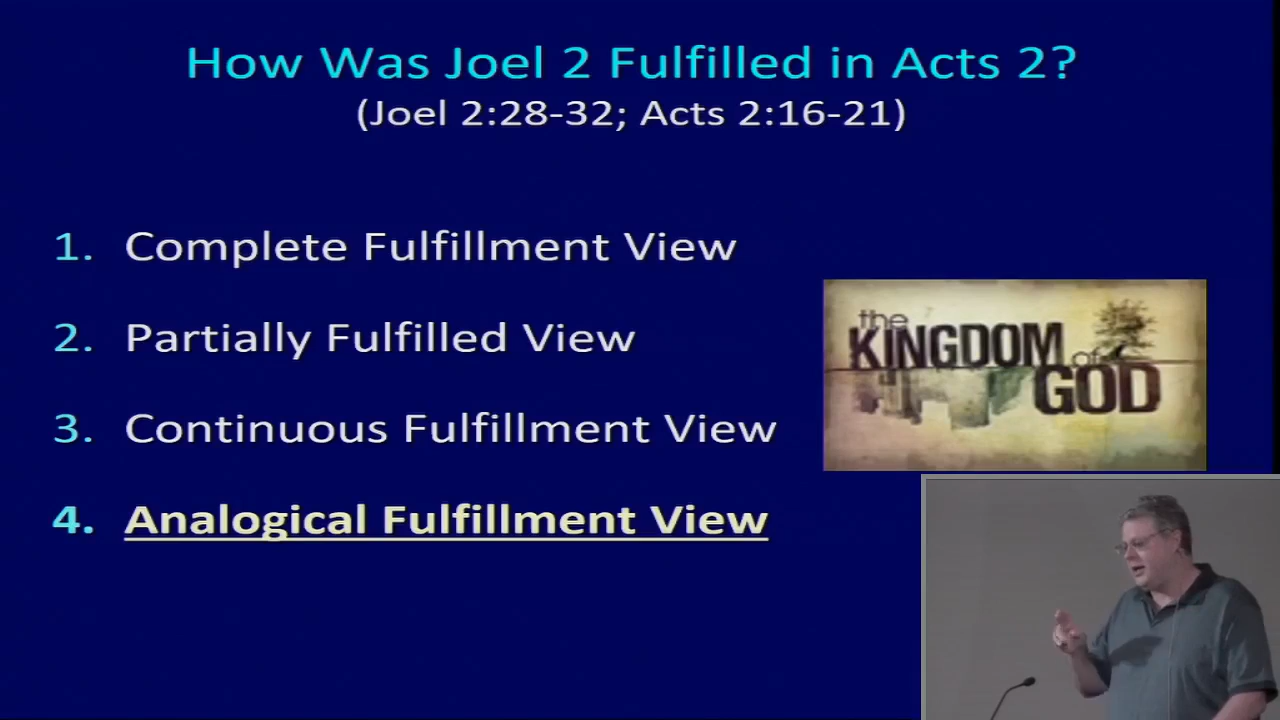 How Was Joel 2 Fulfilled in Acts 2?
(Joel 2:28-32; Acts 2:16-21)
1. Complete Fulfillment View
2. Partially Fulfilled View
3. Continuous Fulfillment View
4. Analogical Fulfillment View
the
KINGDOM of
GOD